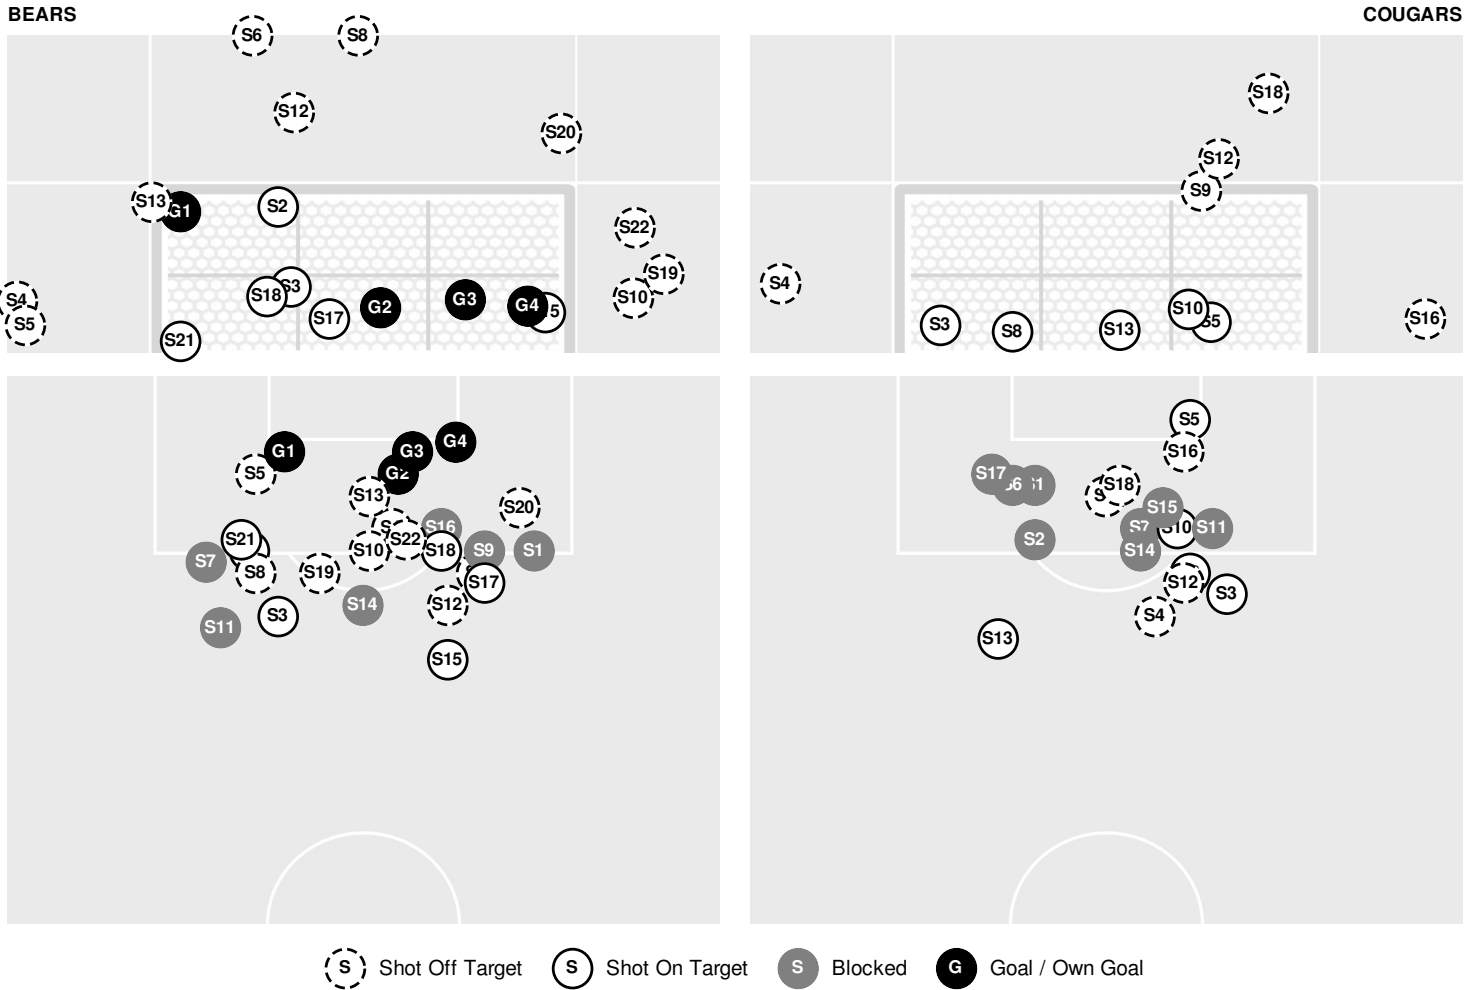 BEARS
COUGARS
S6
S8
S12
S20
S13
G1
S2
S22
S19
S10
S4
S5
S3
S18
S17
G2
G3
G4
S21
S18
S12
S9
S4
S16
S3
S8
S13
S10
S5
G1
G3
G4
G2
S5
S13
S20
S16
S22
S10
S18
S9
S1
S21
S7
S8
S19
S17
S14
S12
S3
S11
S15
S5
S16
S17
S18
S15
S7
S10
S11
S2
S14
S12
S3
S4
S13
S Shot Off Target
S Shot On Target
S Blocked
G Goal / Own Goal